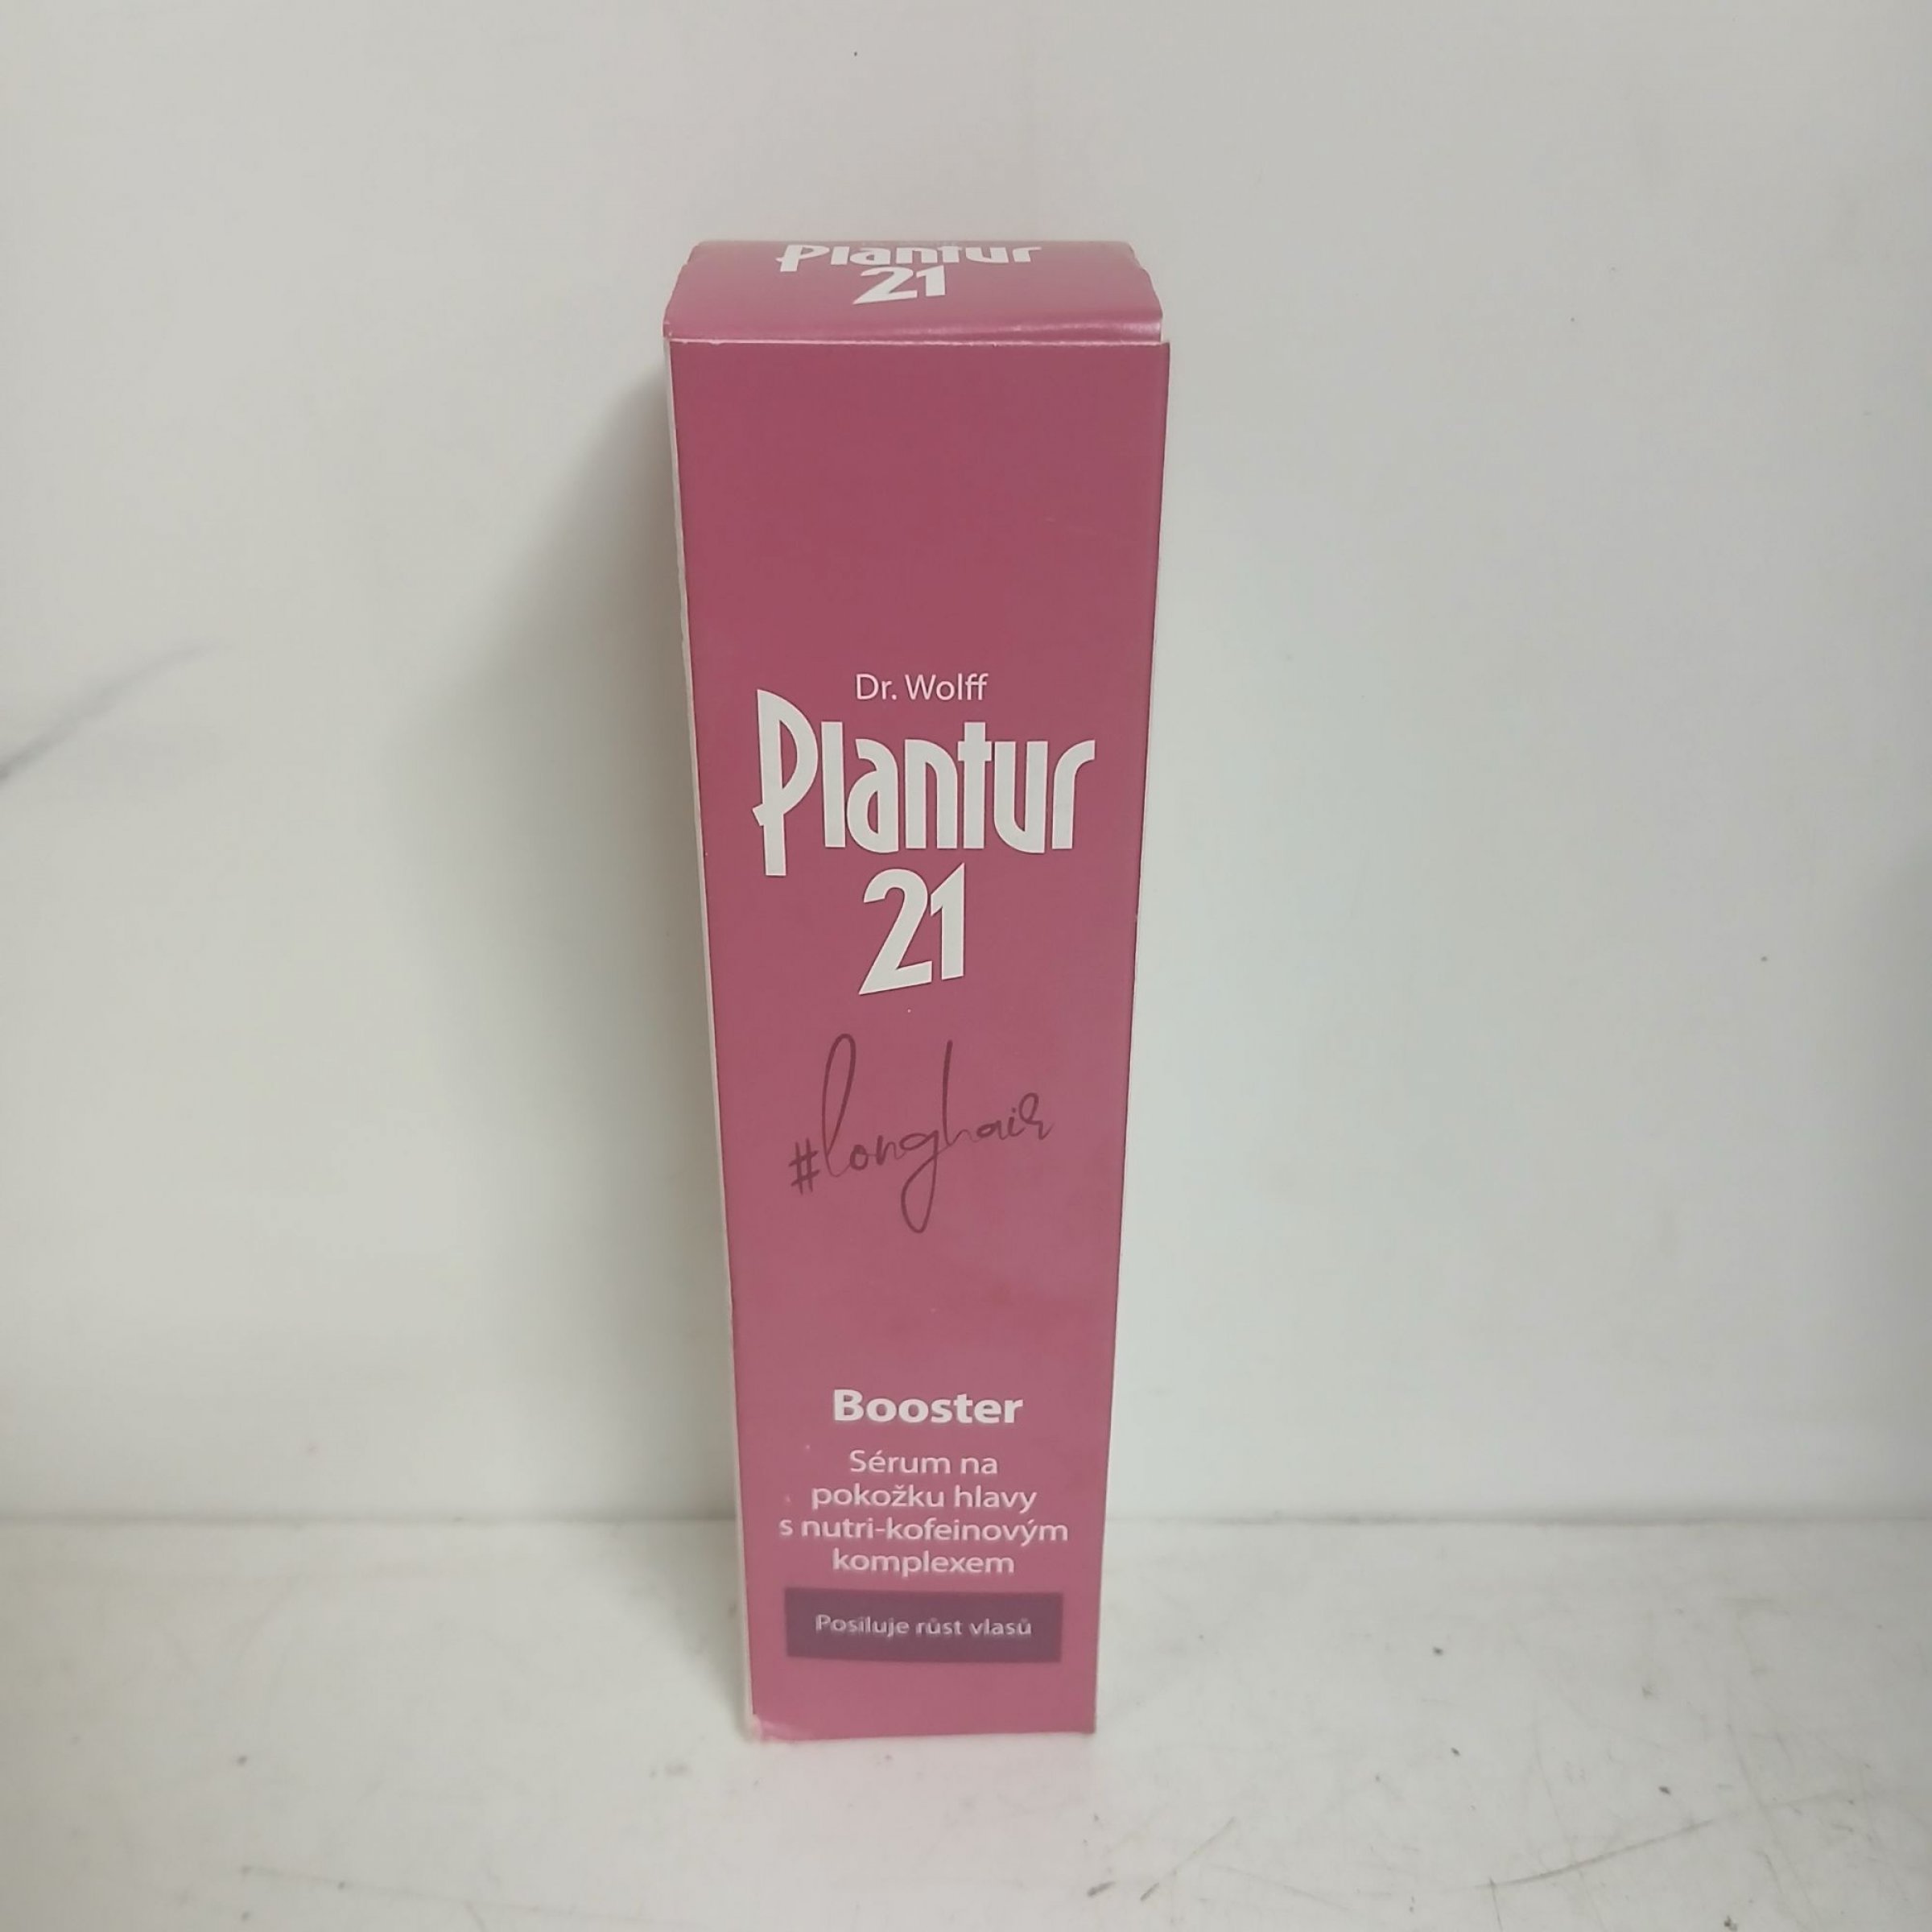 Plantur
21
Dr. Wolff
Plantur
21
#longhair
Booster
Sérum na
pokožku hlavy
s nutri-kofeinovým
komplexem
Posiluje růst vlasů